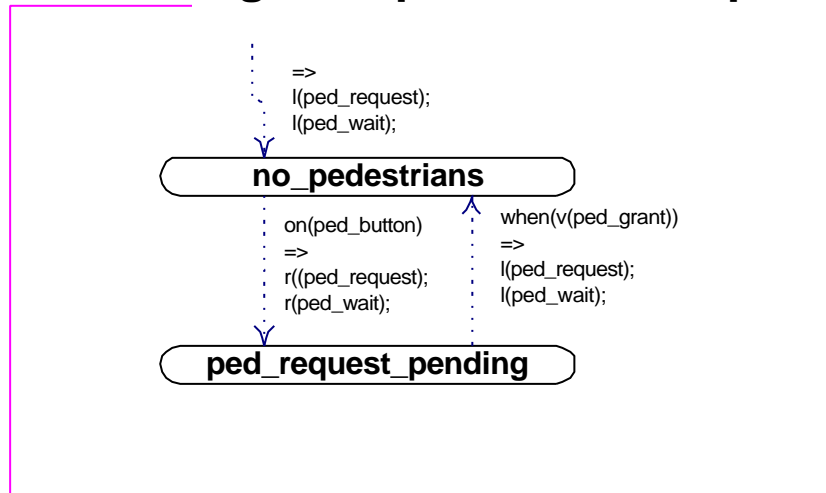 =>
l(ped_request);
l(ped_wait);
no_pedestrians
on(ped_button)
=>
r((ped_request);
r(ped_wait);
when(v(ped_grant))
=>
l(ped_request);
l(ped_wait);
ped_request_pending